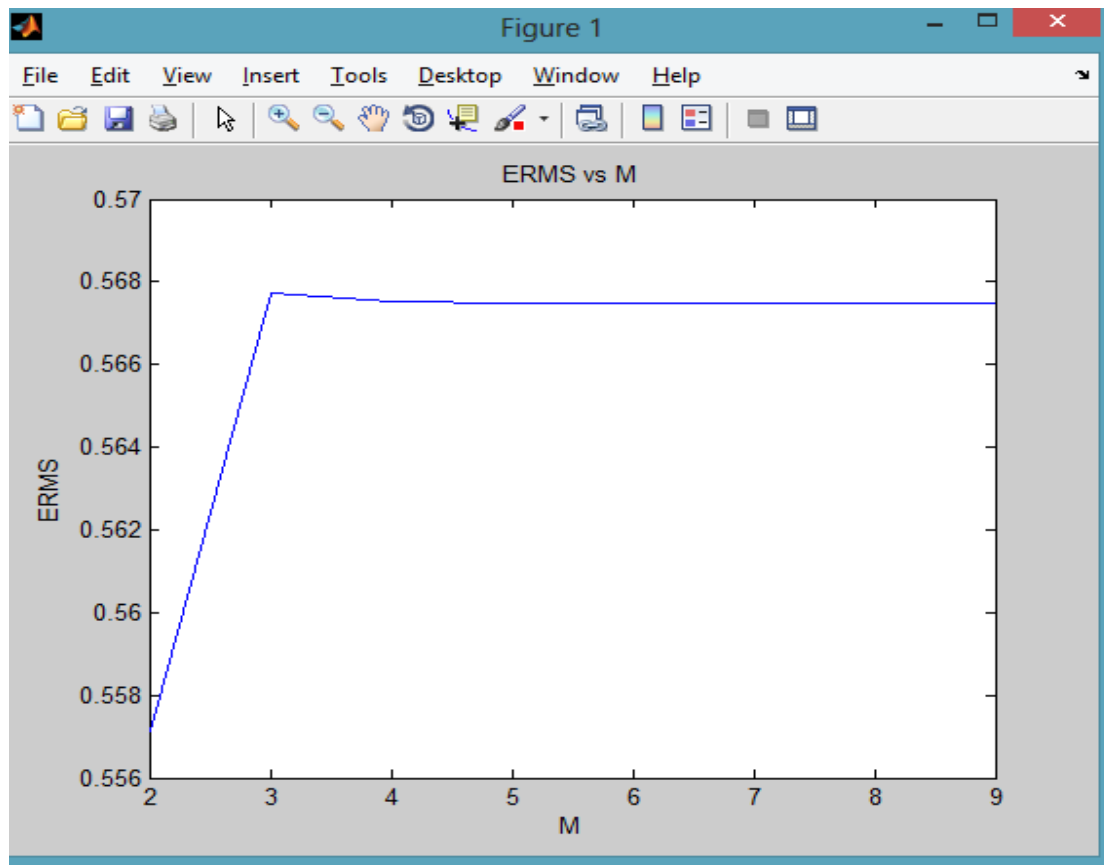 Figure 1
File Edit View Insert Tools Desktop Window Help
ERMS vs M
0.57
0.568
0.566
0.564
0.562
0.56
0.558
0.556
ERMS
2 3 4 5 6 7 8 9
M